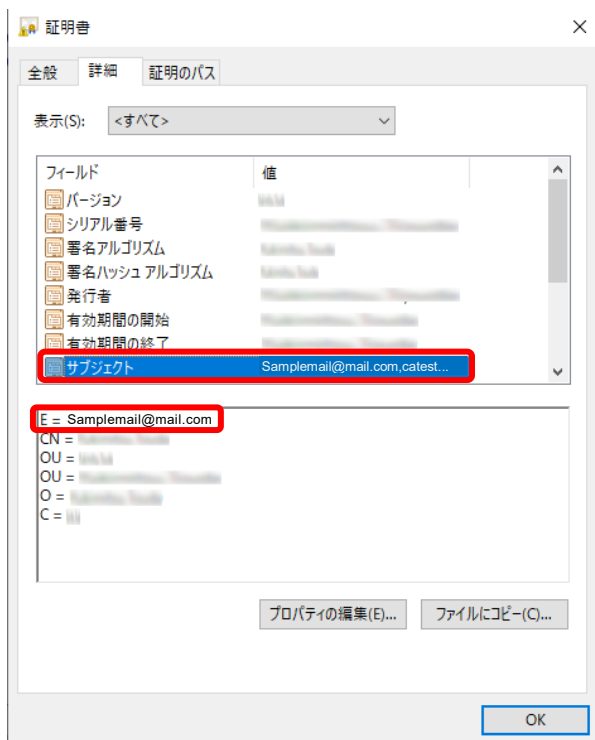 証明書
全般 詳細 証明のパス
表示(S): <すべて>
フィールド 値
バージョン
シリアル番号
署名アルゴリズム
署名ハッシュ アルゴリズム
発行者
有効期間の開始
有効期間の終了
サブジェクト Samplemail@mail.com,catest...
E = Samplemail@mail.com
CN =
OU =
OU =
O =
C =
プロパティの編集(E)... ファイルにコピー(C)...
OK